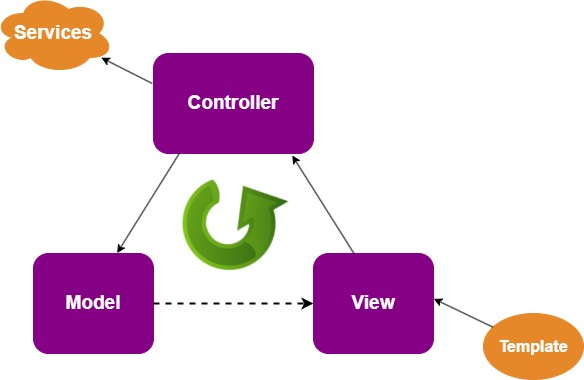 Services
Controller
Model
View
Template